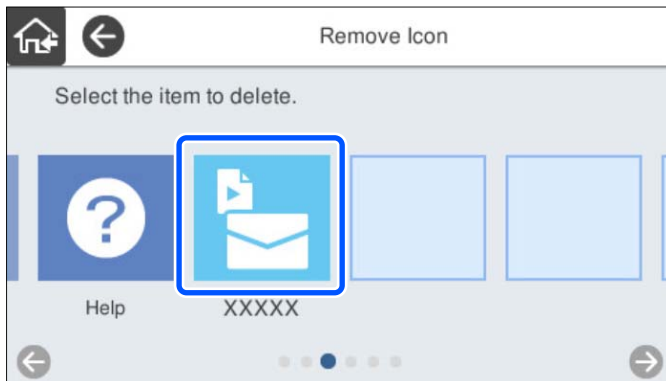 Remove Icon
Select the item to delete.
?
Help
XXXXX